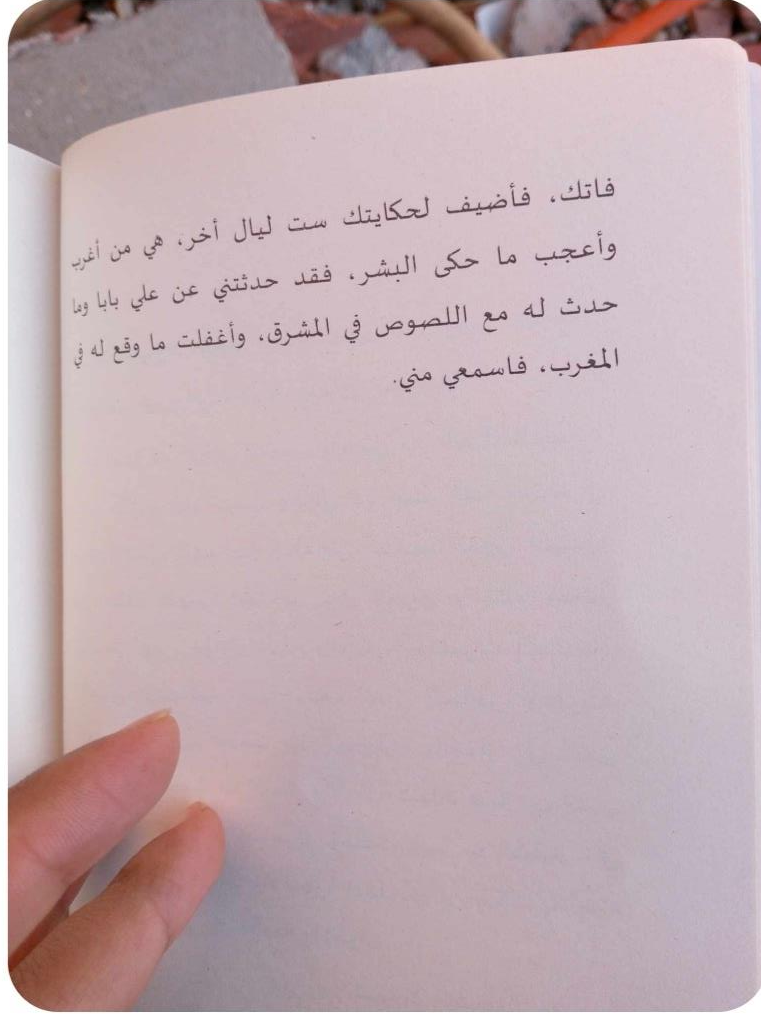 فاتك، فأضيف لحكايتك ست ليال أخر، هي من أغرب
وأعجب ما حكى البشر، فقد حدثتني عن علي بابا وما
حدث له مع اللصوص في المشرق، وأغفلت ما وقع له في
المغرب، فاسمعي مني.